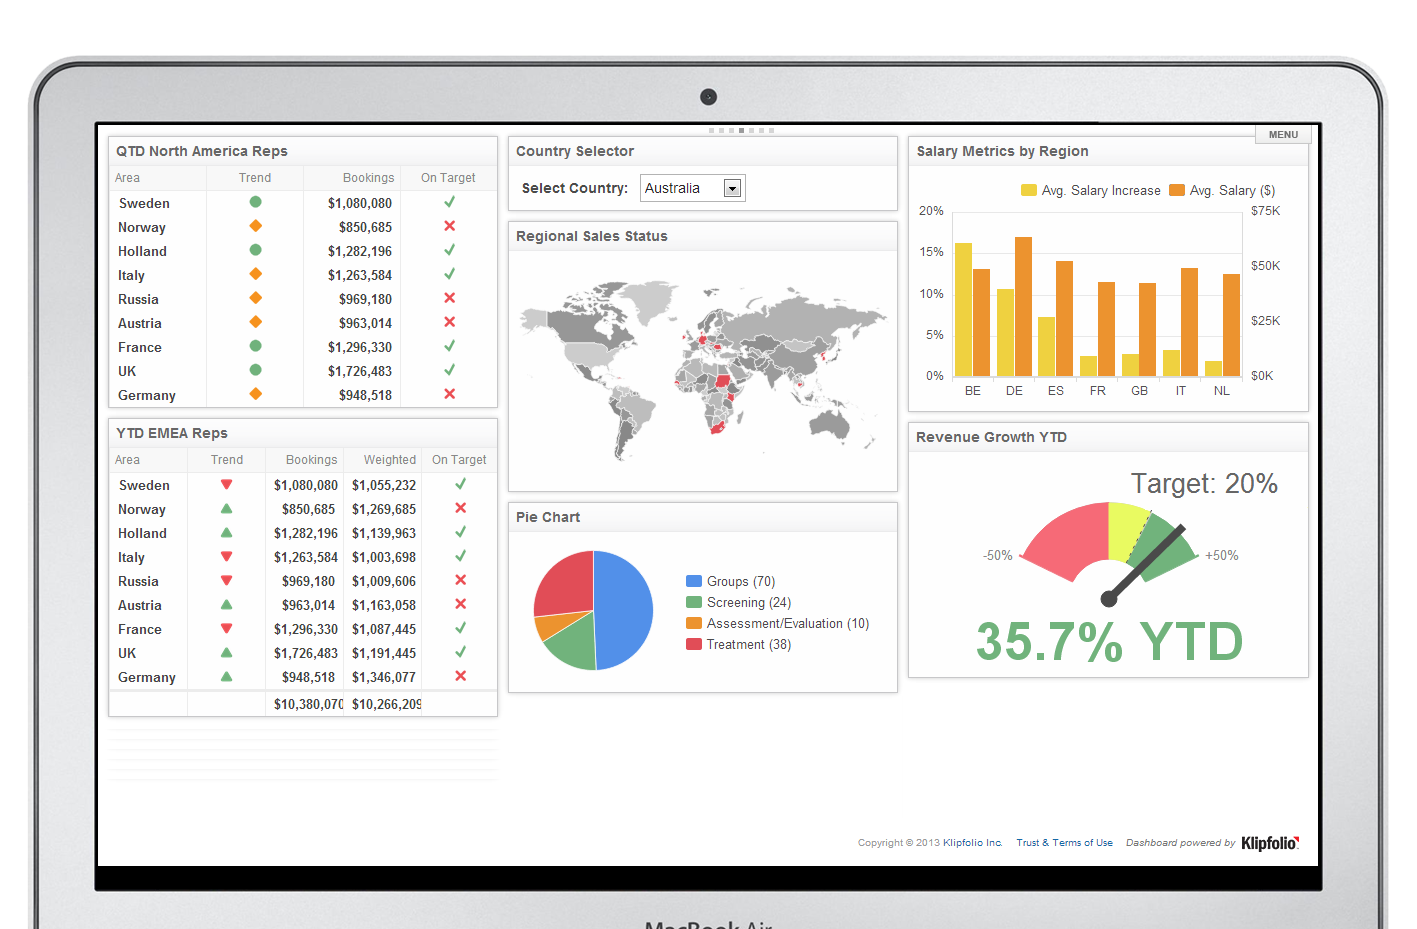 MENU
QTD North America Reps
Area Trend Bookings On Target
Sweden $1,080,080
Norway $850,685
Holland $1,282,196
Italy $1,263,584
Russia $969,180
Austria $963,014
France $1,296,330
UK $1,726,483
Germany $948,518
YTD EMEA Reps
Area Trend Bookings Weighted On Target
Sweden $1,080,080 $1,055,232
Norway $850,685 $1,269,685
Holland $1,282,196 $1,139,963
Italy $1,263,584 $1,003,698
Russia $969,180 $1,009,606
Austria $963,014 $1,163,058
France $1,296,330 $1,087,445
UK $1,726,483 $1,191,445
Germany $948,518 $1,346,077
$10,380,070 $10,266,209
Country Selector
Select Country: Australia
Regional Sales Status
Pie Chart
Groups (70)
Screening (24)
Assessment/Evaluation (10)
Treatment (38)
Salary Metrics by Region
Avg. Salary Increase Avg. Salary ($)
20% $75K
15% $50K
10%
5% $25K
0% $0K
BE DE ES FR GB IT NL
Revenue Growth YTD
Target: 20%
-50% +50%
35.7% YTD
Copyright © 2013 Klipfolio Inc. Trust & Terms of Use Dashboard powered by Klipfolio
MacBook Air